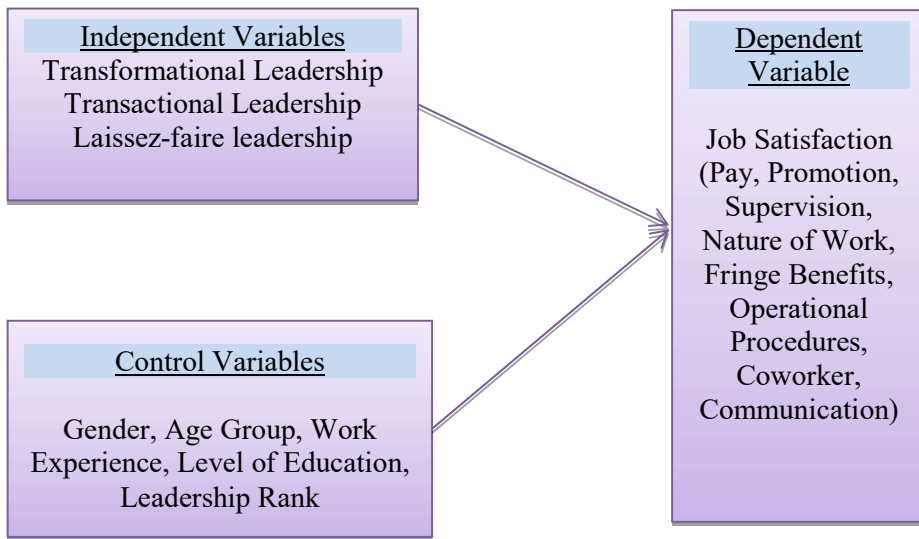 Independent Variables
Transformational Leadership
Transactional Leadership
Laissez-faire leadership
Control Variables
Gender, Age Group, Work
Experience, Level of Education,
Leadership Rank
Dependent
Variable
Job Satisfaction
(Pay, Promotion,
Supervision,
Nature of Work,
Fringe Benefits,
Operational
Procedures,
Coworker,
Communication)